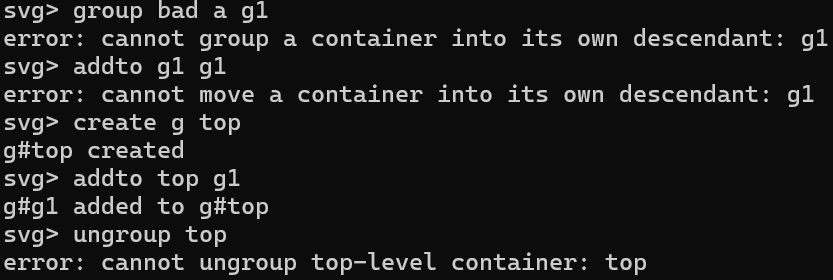 svg> group bad a g1
error: cannot group a container into its own descendant: g1
svg> addto g1 g1
error: cannot move a container into its own descendant: g1
svg> create g top
g#top created
svg> addto top g1
g#g1 added to g#top
svg> ungroup top
error: cannot ungroup top-level container: top